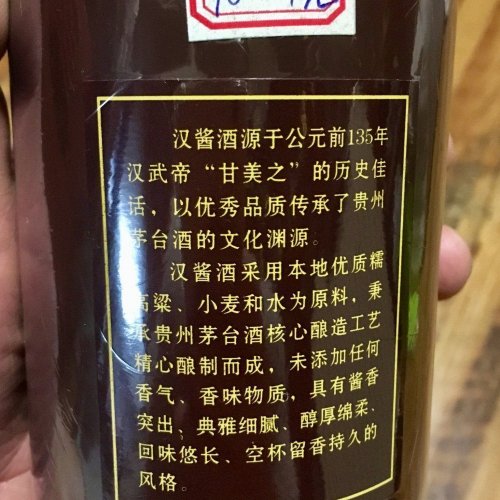 汉酱酒源于公元前135年
汉武帝“甘美之”的历史佳
话，以优秀品质传承了贵州
茅台酒的文化渊源。
汉酱酒采用本地优质糯
高粱、小麦和水为原料，秉
承贵州茅台酒核心酿造工艺
精心酿制而成，未添加任何
香气、香味物质，具有酱香
突出、典雅细腻、醇厚绵柔、
回味悠长、空杯留香持久的
风格。